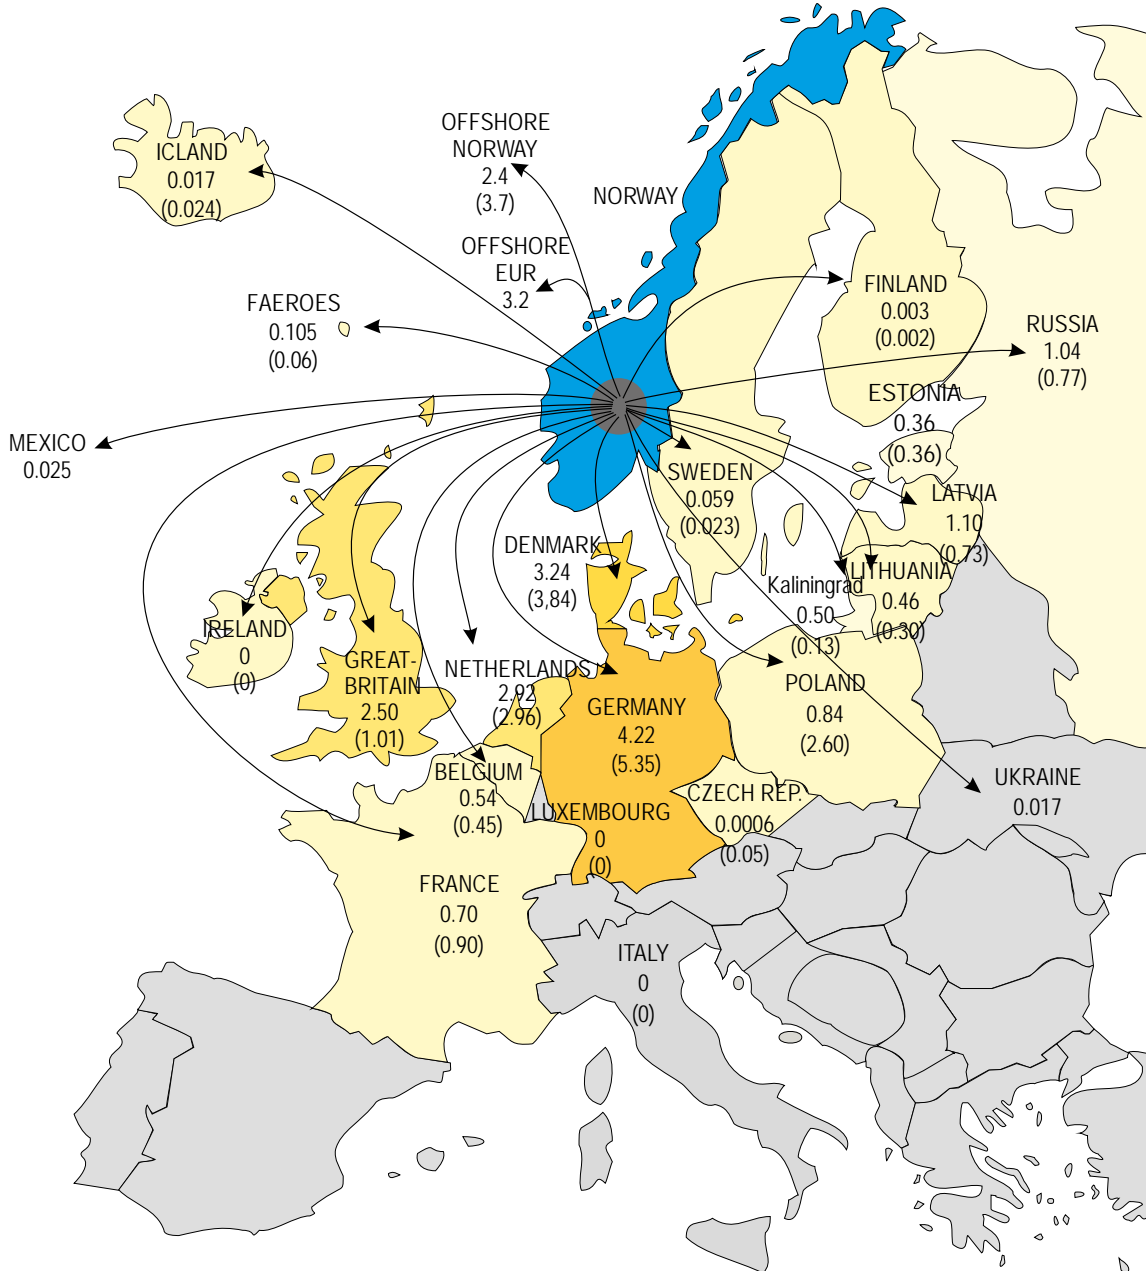 OFFSHORE
NORWAY
2.4
(3.7)
ICLAND
0.017
(0.024)
NORWAY
OFFSHORE
EUR
3.2
FAEROES
0.105
(0.06)
FINLAND
0.003
(0.002)
RUSSIA
1.04
(0.77)
ESTONIA
0.36
(0.36)
MEXICO
0.025
SWEDEN
0.059
(0.023)
LATVIA
1.10
(0.73)
DENMARK
3.24
(3,84)
LITHUANIA
0.46
(0.30)
Kaliningrad
0.50
(0.13)
IRELAND
0
(0)
GREAT-
BRITAIN
2.50
(1.01)
NETHERLANDS
2.92
(2.96)
GERMANY
4.22
(5.35)
POLAND
0.84
(2.60)
BELGIUM
0.54
(0.45)
LUXEMBOURG
0
(0)
CZECH REP.
0.0006
(0.05)
UKRAINE
0.017
FRANCE
0.70
(0.90)
ITALY
0
(0)